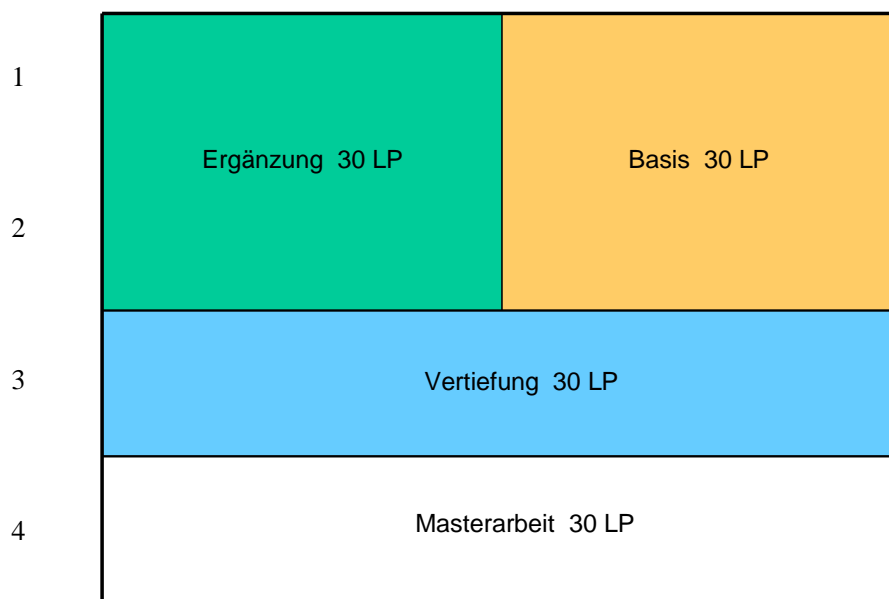 1
Ergänzung 30 LP
Basis 30 LP
2
3
Vertiefung 30 LP
4
Masterarbeit 30 LP